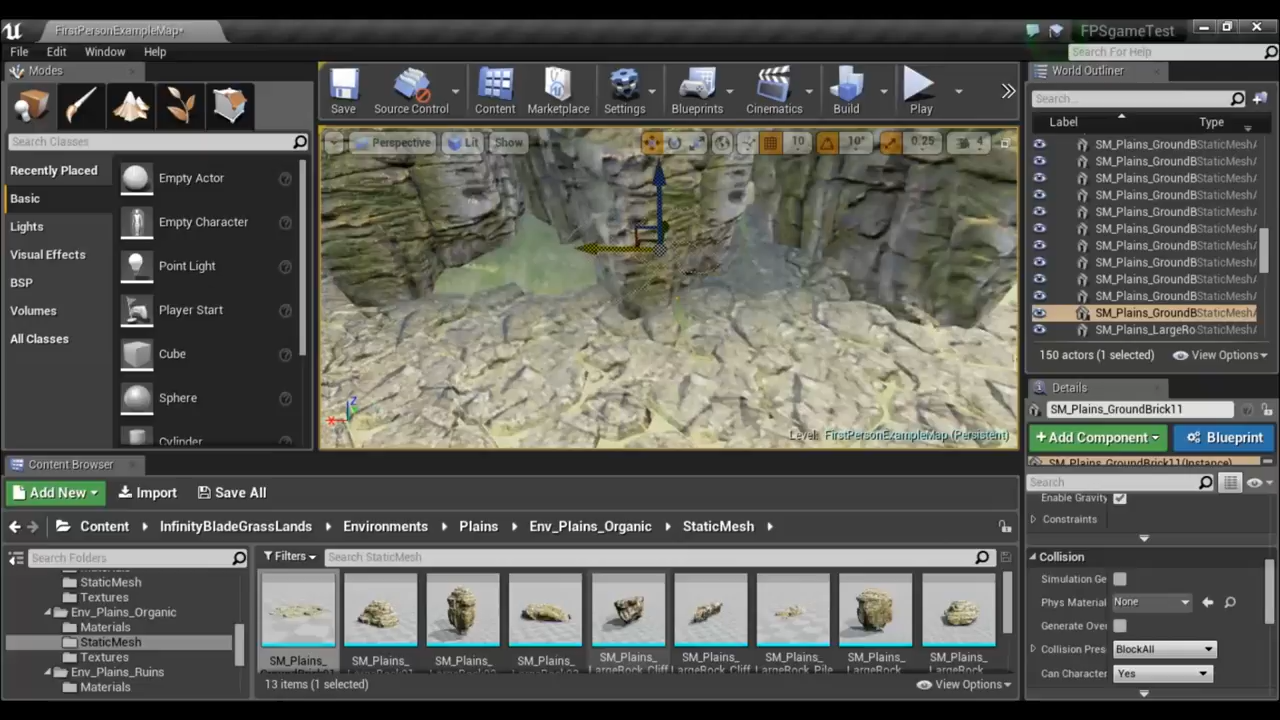 FirstPersonExampleMap*
FPSgameTest
File Edit Window Help
Search For Help
Modes
World Outliner
Save Source Control Content Marketplace Settings Blueprints Cinematics Build Play
Search...
Label Type
Search Classes
Perspective Lit Show 10 10° 0.25 4
Recently Placed
Basic
Lights
Visual Effects
BSP
Volumes
All Classes
Empty Actor
Empty Character
Point Light
Player Start
Cube
Sphere
Cylinder
SM_Plains_GroundBStaticMesh/
SM_Plains_GroundBStaticMesh/
SM_Plains_GroundBStaticMesh/
SM_Plains_GroundBStaticMesh/
SM_Plains_GroundBStaticMesh/
SM_Plains_GroundBStaticMesh/
SM_Plains_GroundBStaticMesh/
SM_Plains_GroundBStaticMesh/
SM_Plains_GroundBStaticMesh/
SM_Plains_GroundBStaticMesh/
SM_Plains_GroundBStaticMesh/
SM_Plains_LargeRoStaticMesh/
150 actors (1 selected) View Options
Z
X
Level: FirstPersonExampleMap (Persistent)
Details
SM_Plains_GroundBrick11
+Add Component Blueprint
SM_Plains_GroundBrick11(Instance)
Search
Enable Gravity
Constraints
Collision
Simulation Ge
Phys Material None
Generate Over
Collision Pres BlockAll
Can Character Yes
Content Browser
Add New Import Save All
Content InfinityBladeGrassLands Environments Plains Env_Plains_Organic StaticMesh
Search Folders
Filters Search StaticMesh
StaticMesh
Textures
Env_Plains_Organic
Materials
StaticMesh
Textures
Env_Plains_Ruins
Materials
SM_Plains_ SM_Plains_ SM_Plains_ SM_Plains_ SM_Plains_ SM_Plains_ SM_Plains_ SM_Plains_ SM_Plains_
13 items (1 selected) View Options